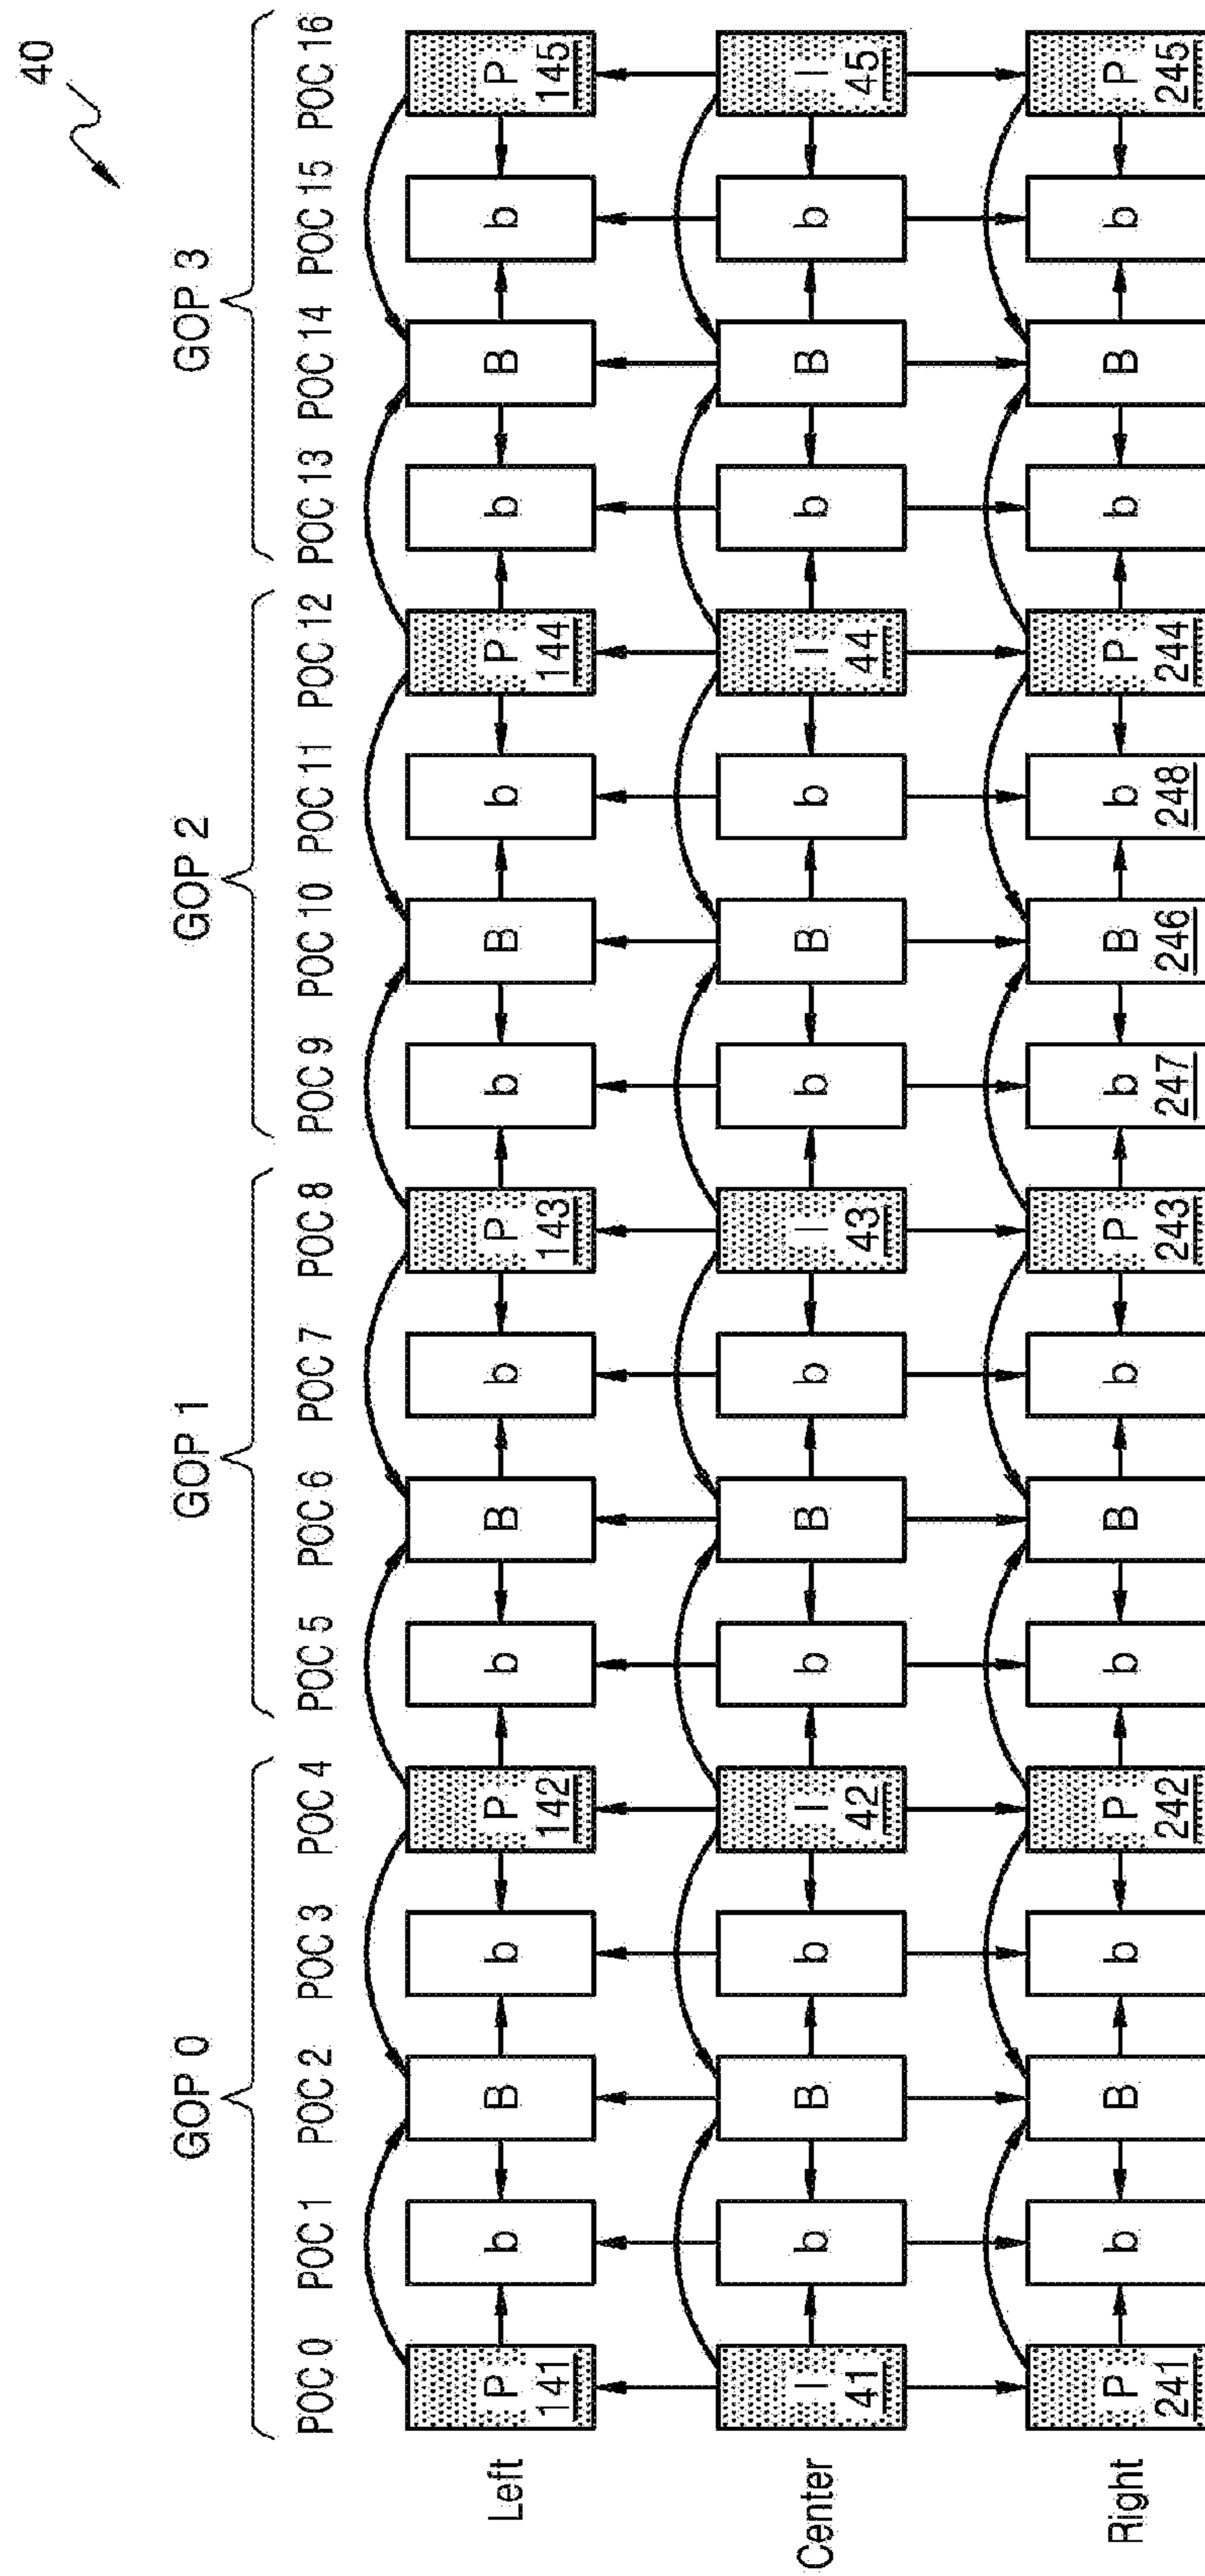 40
GOP 0 GOP 1 GOP 2 GOP 3
POC 0 POC 1 POC 2 POC 3 POC 4 POC 5 POC 6 POC 7 POC 8 POC 9 POC 10 POC 11 POC 12 POC 13 POC 14 POC 15 POC 16
Left P b B b P b B b P b B b P b B b P
141 142 143 144 145
Center I b B b I b B b I b B b I b B b I
41 42 43 44 45
Right P b B b P b B b P b B b P b B b P
241 242 243 247 246 248 244 245